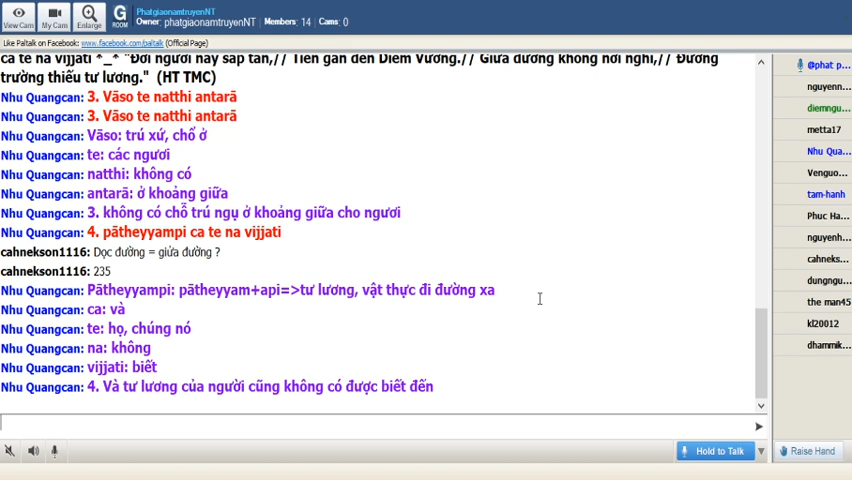 PhatgiaonamtruyenNT
Owner: phatgiaonamtruyenNT Members: 14 Cams: 0
View Cam My Cam Enlarge G ROOM
Like Paltalk on Facebook: www.facebook.com/paltalk (Official Page)
ca te na vijjati *_* "Đời người nay sắp tàn,// Tiến gần đến Diêm Vương.// Giữa đường không nơi nghỉ,// Đường
trường thiếu tư lương." (HT TMC)
Nhu Quangcan: 3. Vāso te natthi antarā
Nhu Quangcan: 3. Vāso te natthi antarā
Nhu Quangcan: Vāso: trú xứ, chổ ở
Nhu Quangcan: te: các ngươi
Nhu Quangcan: natthi: không có
Nhu Quangcan: antarā: ở khoảng giữa
Nhu Quangcan: 3. không có chỗ trú ngụ ở khoảng giữa cho ngươi
Nhu Quangcan: 4. pātheyyampi ca te na vijjati
cahnekson1116: Dọc đường = giửa đường ?
cahnekson1116: 235
Nhu Quangcan: Pātheyyampi: pātheyyam+api=>tư lương, vật thực đi đường xa
Nhu Quangcan: ca: và
Nhu Quangcan: te: họ, chúng nó
Nhu Quangcan: na: không
Nhu Quangcan: vijjati: biết
Nhu Quangcan: 4. Và tư lương của người cũng không có được biết đến
@phat p...
nguyenn...
diemngu...
metta17
Nhu Qua...
Venguo...
tam-hanh
Phuc Ha...
nguyenh...
cahneks...
dungngu...
the man45
kl20012
dhammik...
Hold to Talk
Raise Hand